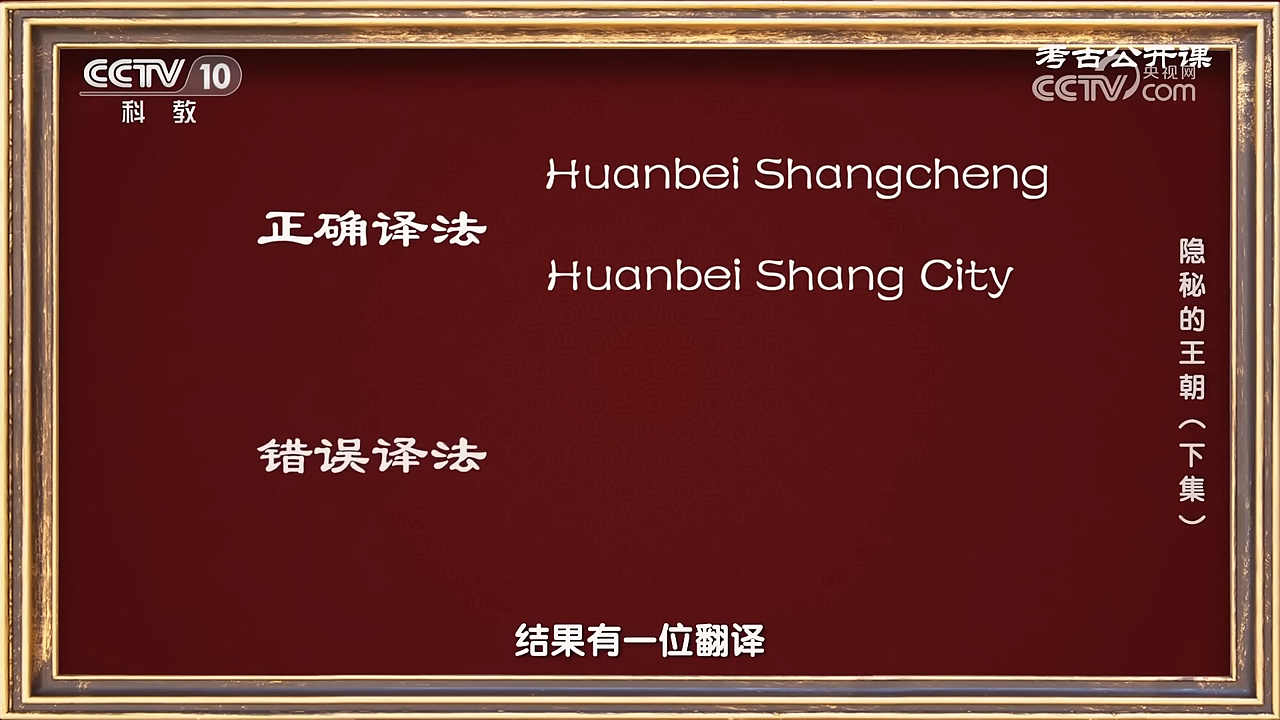 CCTV 10
科教
考古公开课
央视网
CCTV.com
Huanbei Shangcheng
正确译法
Huanbei Shang City
错误译法
隐秘的王朝（下集）
结果有一位翻译